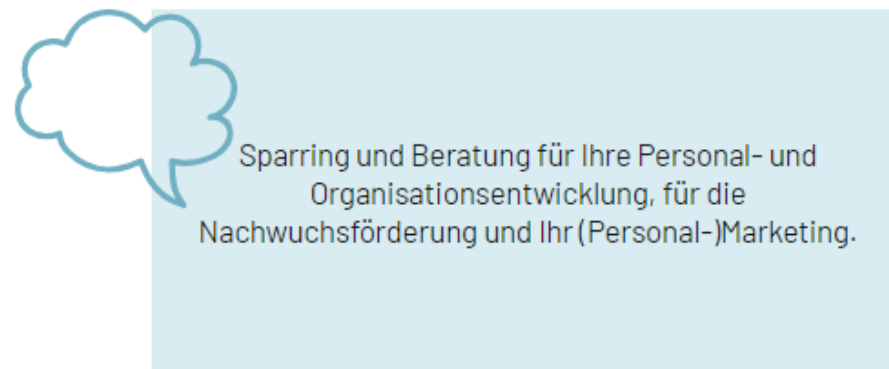 Sparring und Beratung für Ihre Personal- und
Organisationsentwicklung, für die
Nachwuchsförderung und Ihr (Personal-)Marketing.